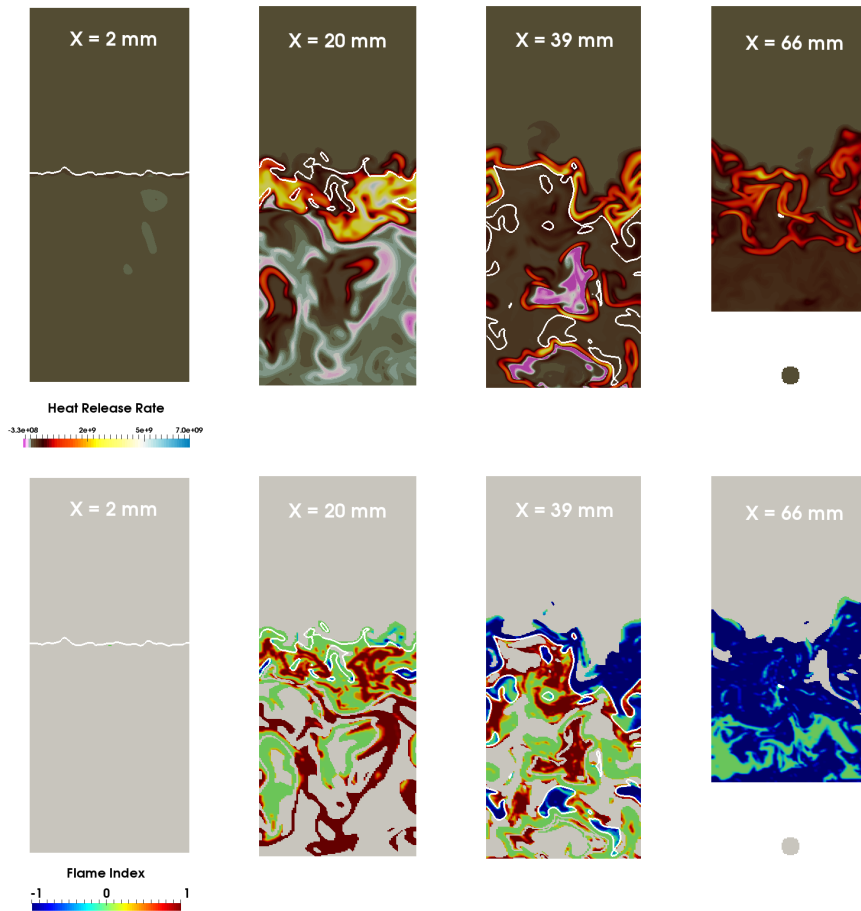 X = 2 mm X = 20 mm X = 39 mm X = 66 mm
Heat Release Rate
-3.3e+08 2e+9 5e+9 7.0e+09
X = 2 mm X = 20 mm X = 39 mm X = 66 mm
Flame Index
-1 0 1